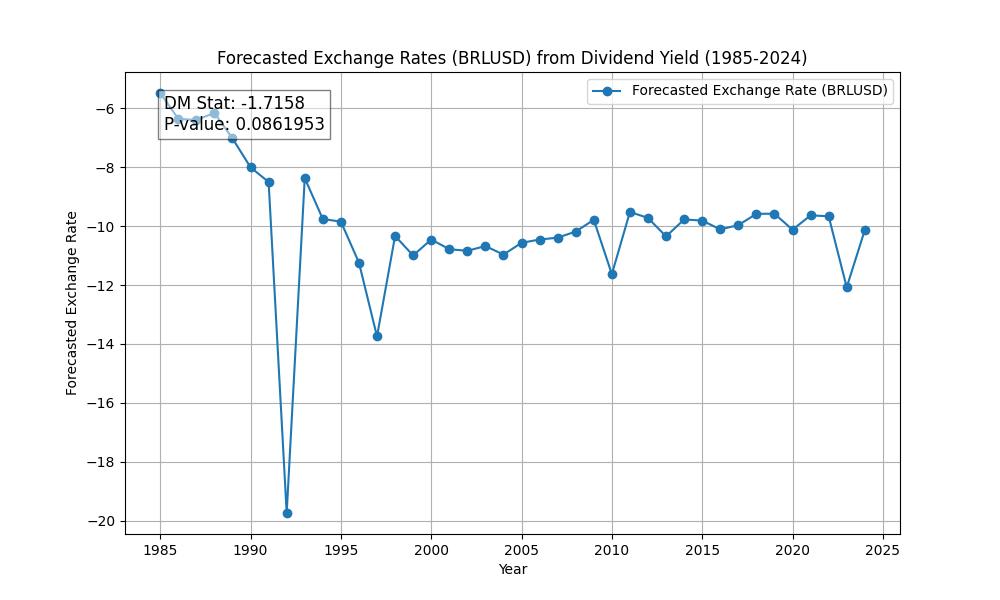 Forecasted Exchange Rates (BRLUSD) from Dividend Yield (1985-2024)
DM Stat: -1.7158
P-value: 0.0861953
Forecasted Exchange Rate (BRLUSD)
Forecasted Exchange Rate
−6
−8
−10
−12
−14
−16
−18
−20
1985 1990 1995 2000 2005 2010 2015 2020 2025
Year